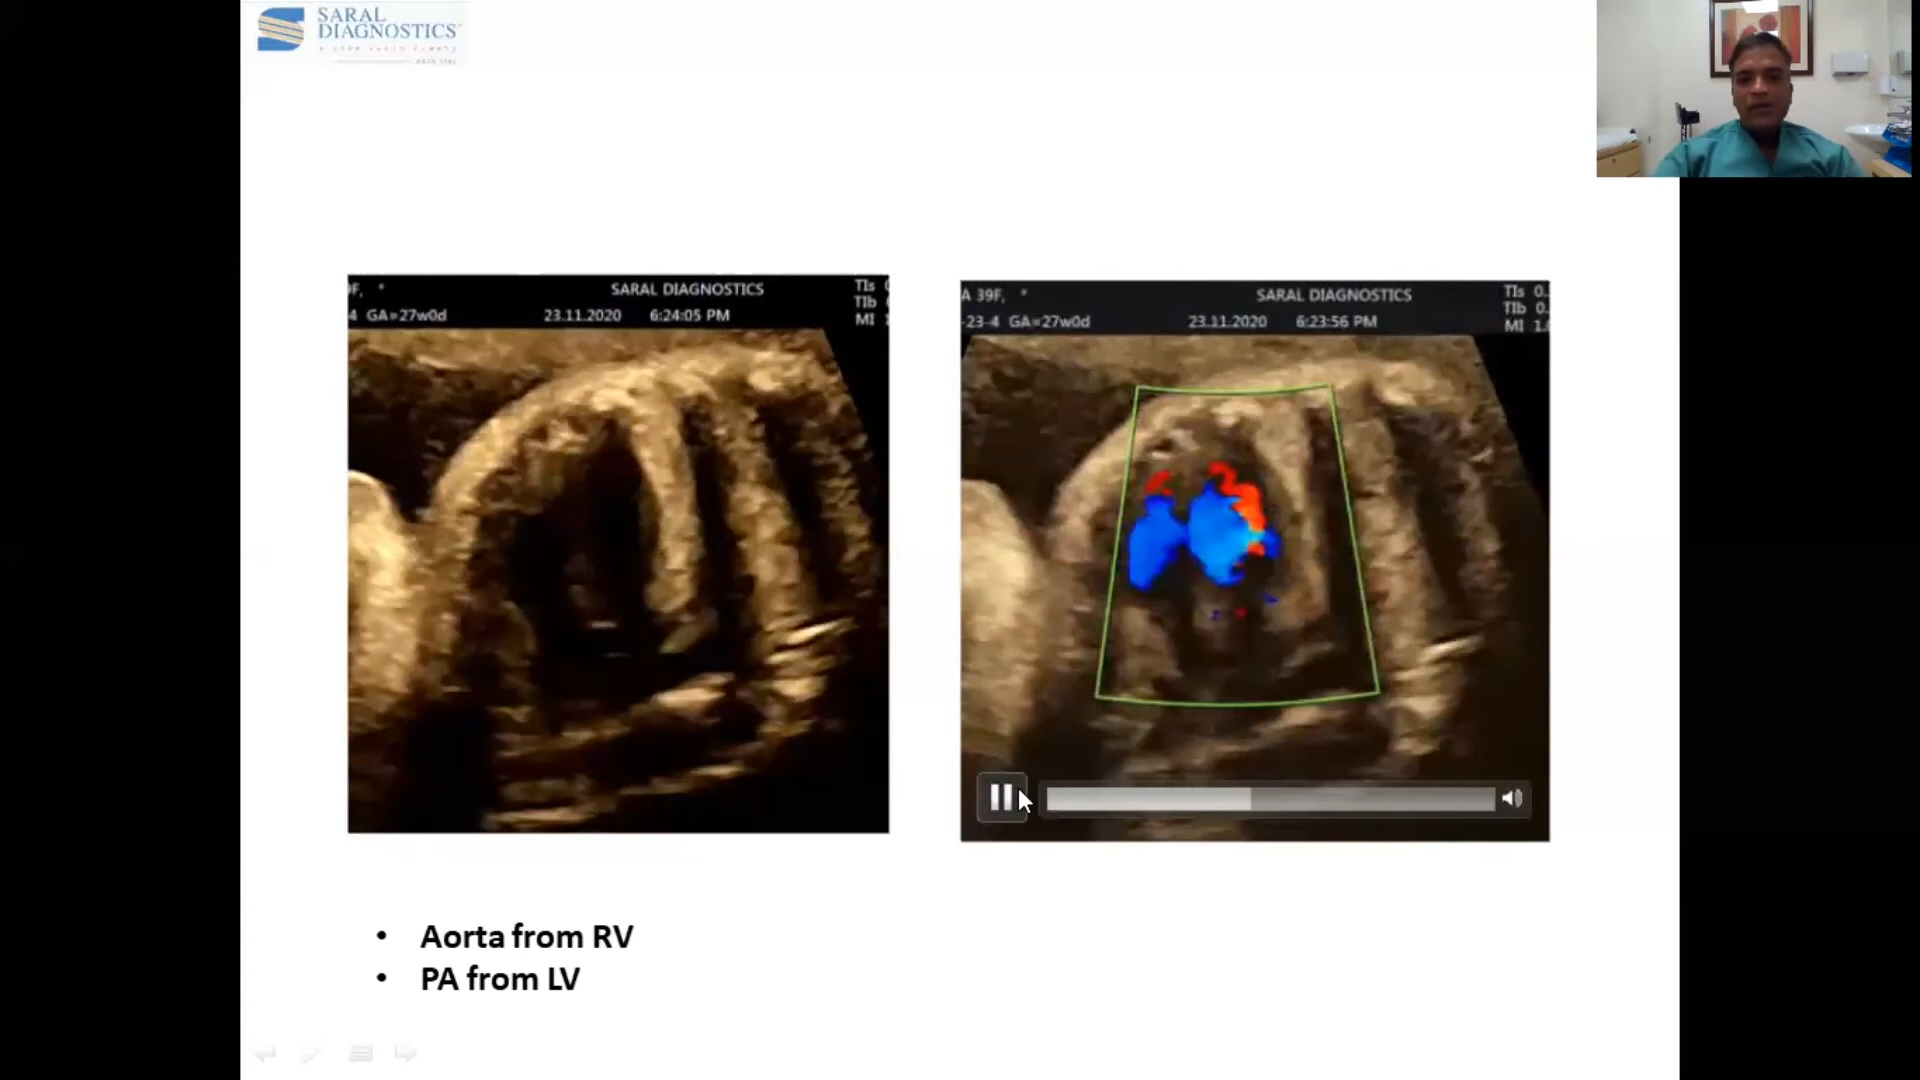 SARAL
DIAGNOSTICS
SARAL DIAGNOSTICS
TIs
4 GA=27w0d 23.11.2020 6:24:05 PM
TIb
MI
A 39F, * SARAL DIAGNOSTICS
TIs 0.
-23-4 GA=27w0d 23.11.2020 6:23:56 PM
TIb 0.
MI 1.
• Aorta from RV
• PA from LV